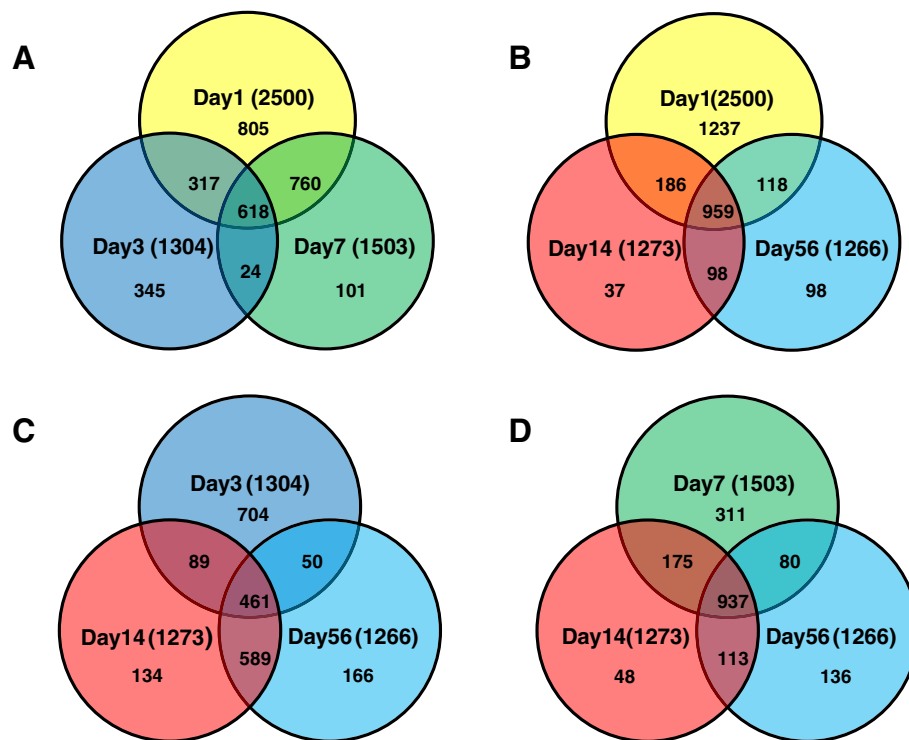 A
B
Day1 (2500)
805
Day1(2500)
1237
317
760
618
186
118
959
Day3 (1304)
Day7 (1503)
24
345
101
Day14 (1273)
Day56 (1266)
98
37
98
C
D
Day3 (1304)
704
Day7 (1503)
311
89
50
461
175
80
937
Day14 (1273)
Day56 (1266)
589
134
166
Day14(1273)
Day56 (1266)
113
48
136